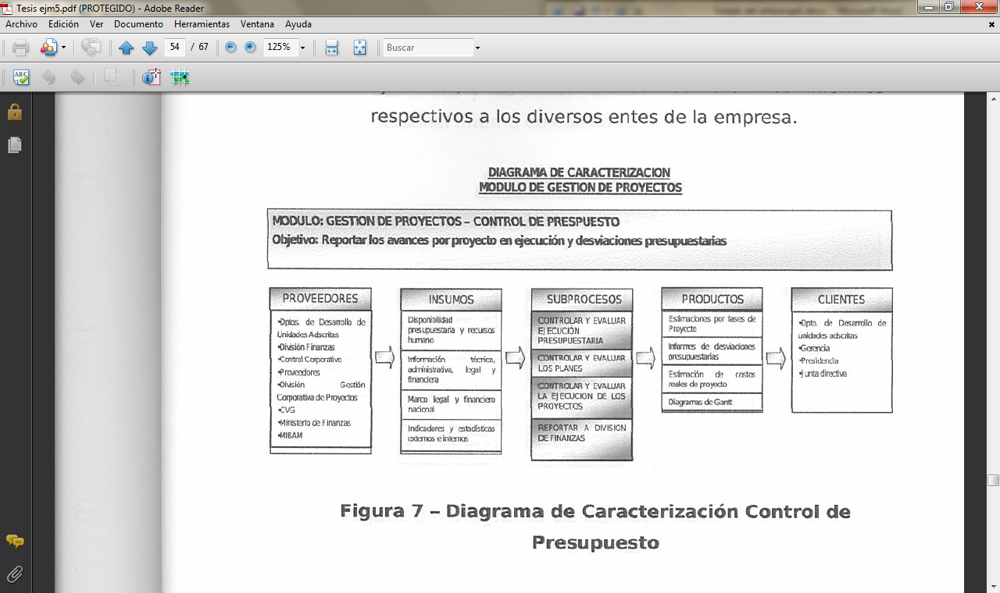 Tesis ejm5.pdf (PROTEGIDO) - Adobe Reader
Archivo Edición Ver Documento Herramientas Ventana Ayuda
54 / 67 125% Buscar
respectivos a los diversos entes de la empresa.
DIAGRAMA DE CARACTERIZACION
MODULO DE GESTION DE PROYECTOS
MODULO: GESTION DE PROYECTOS – CONTROL DE PRESPUESTO
Objetivo: Reportar los avances por proyecto en ejecución y desviaciones presupuestarias
PROVEEDORES
•Dptos. de Desarrollo de
Unidades Adscritas
•División Finanzas
•Control Corporativo
•Proveedores
•División Gestión
Corporativa de Proyectos
•CVG
•Ministerio de Finanzas
•MIBAM
INSUMOS
Disponibilidad
presupuestaria y recursos
humano
Información técnica,
administrativa, legal y
financiera
Marco legal y financiero
nacional
Indicadores y estadísticas
externos e internos
SUBPROCESOS
CONTROLAR Y EVALUAR
EJECUCIÓN
PRESUPUESTARIA
CONTROLAR Y EVALUAR
LOS PLANES
CONTROLAR Y EVALUAR
LA EJECUCION DE LOS
PROYECTOS
REPORTAR A DIVISION
DE FINANZAS
PRODUCTOS
Estimaciones por fases de
Proyecto
Informes de desviaciones
presupuestarias
Estimación de costos
reales de proyecto
Diagramas de Gantt
CLIENTES
•Dpto. de Desarrollo de
unidades adscritas
•Gerencia
•Presidencia
•Junta directiva
Figura 7 – Diagrama de Caracterización Control de
Presupuesto